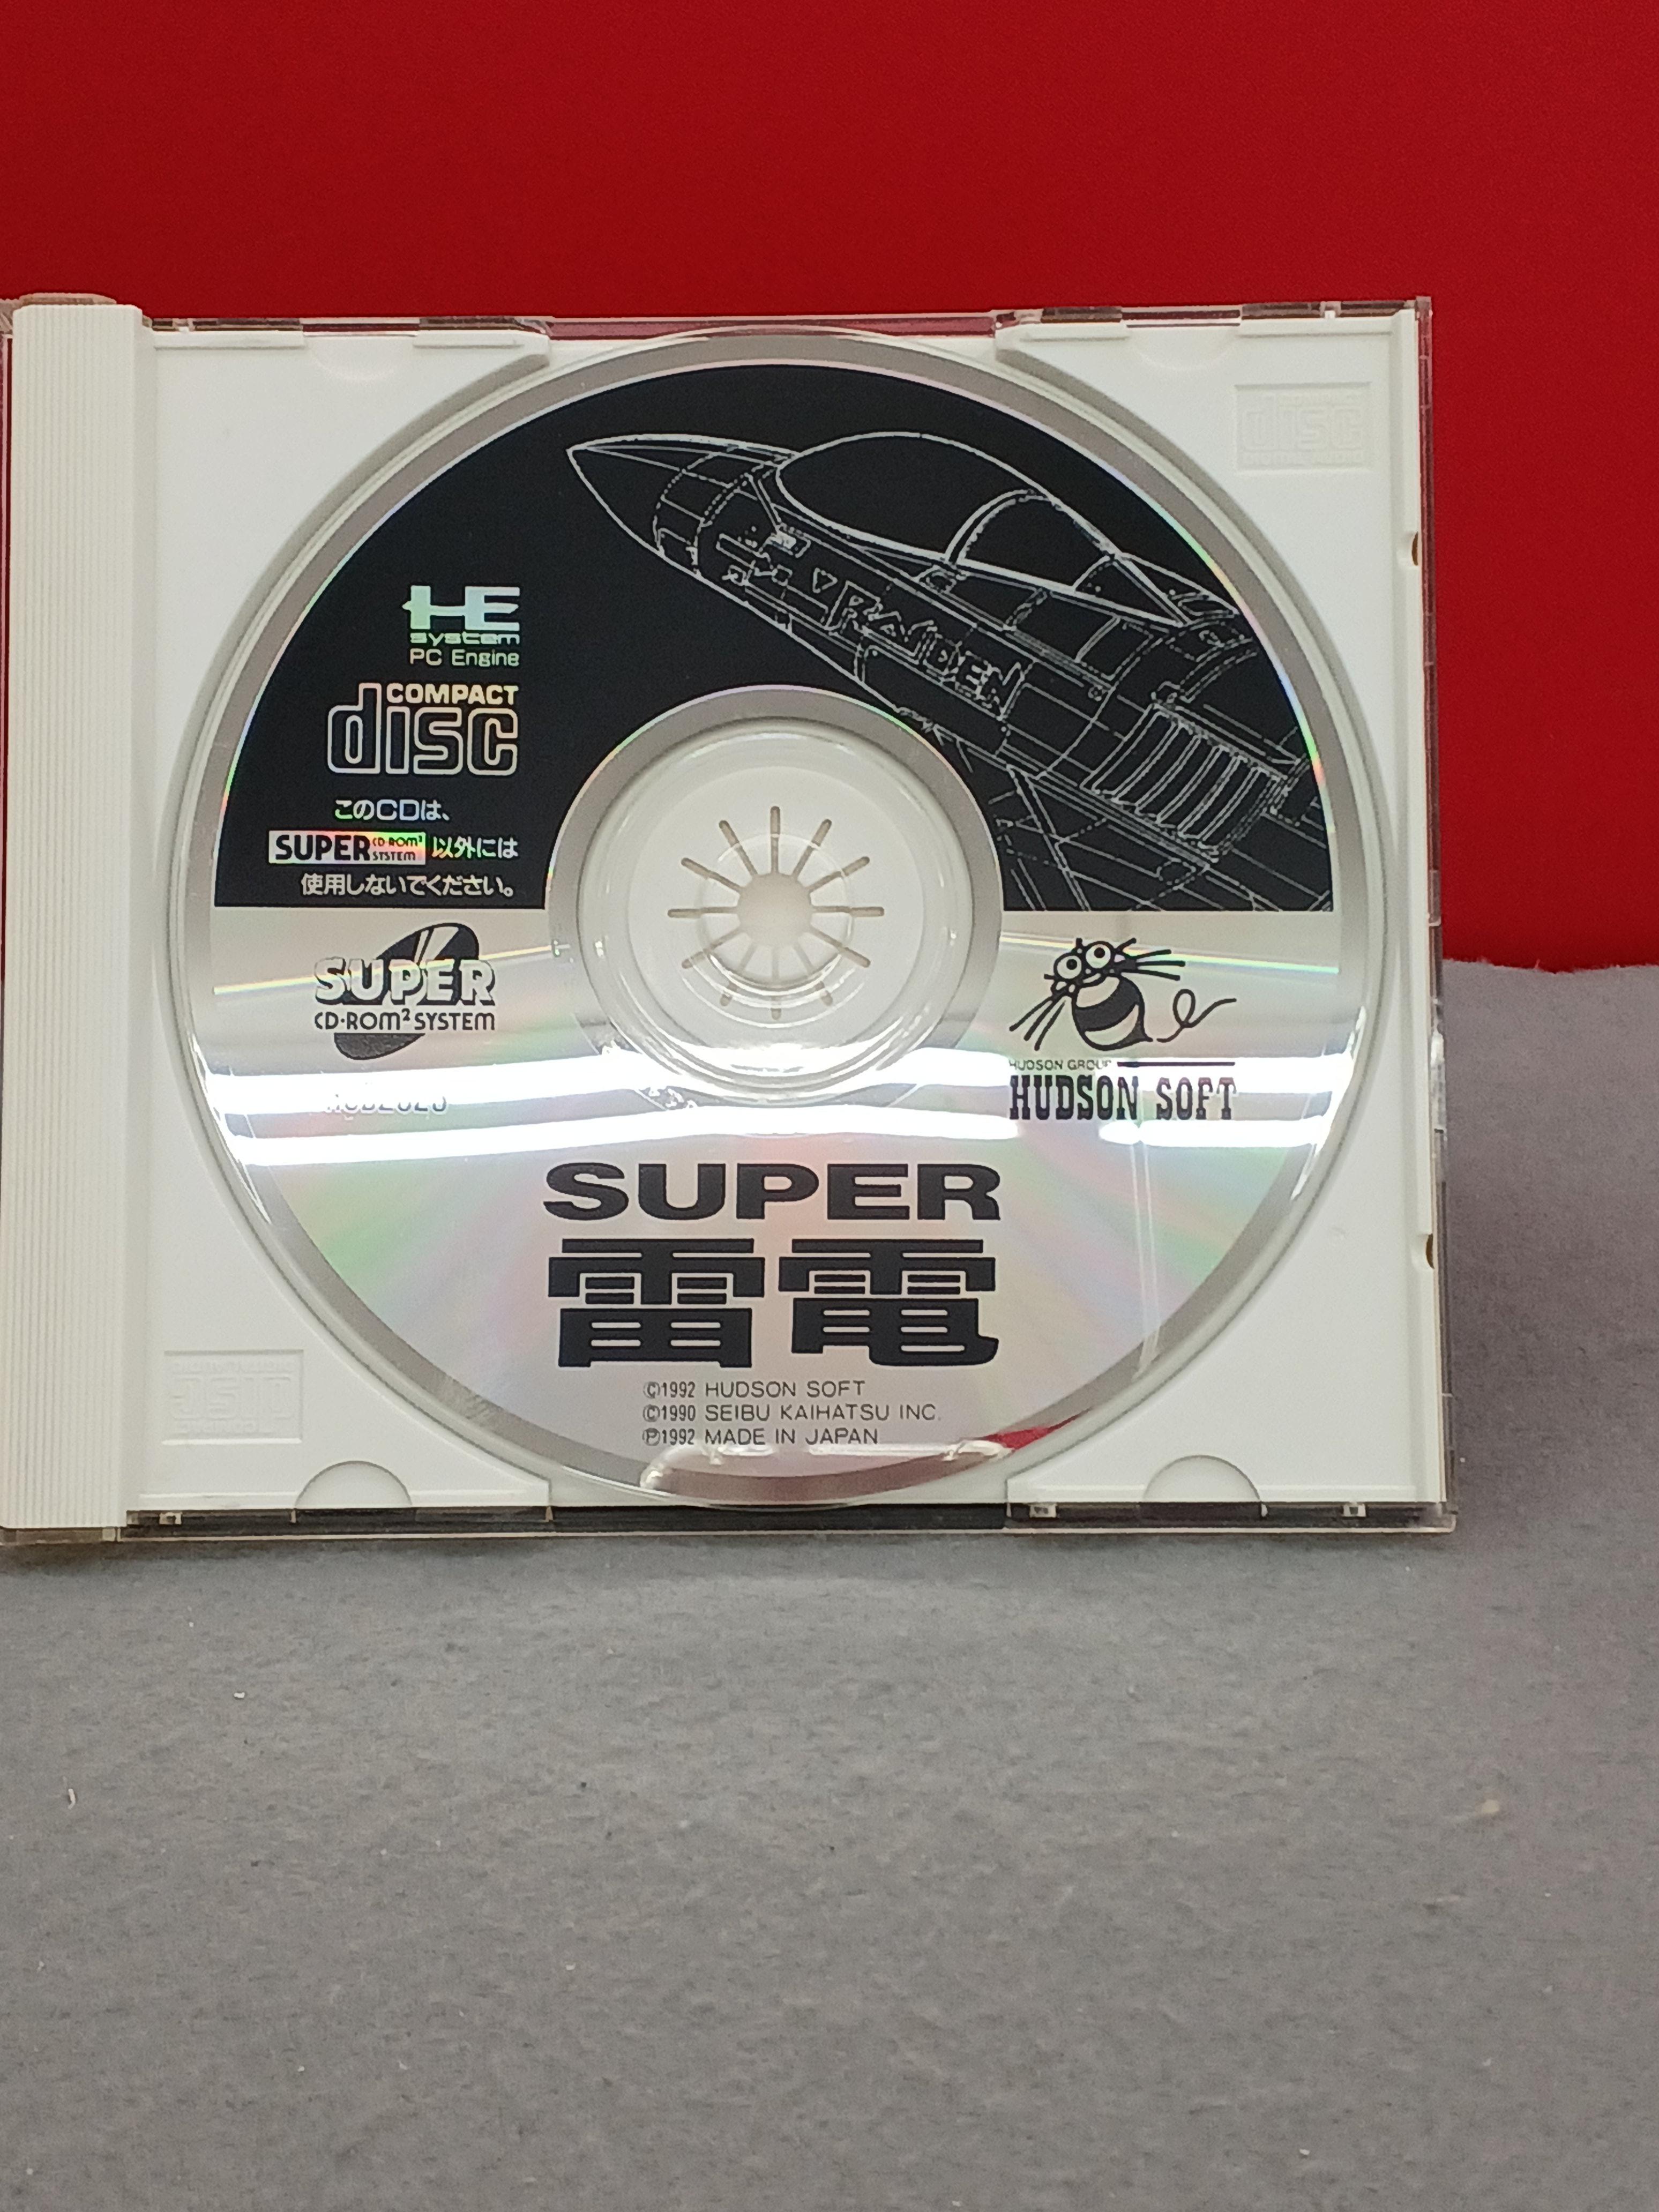 HE
system
PC Engine
COMPACT
disc
このCDは、
SUPER CD-ROM² SYSTEM 以外には
使用しないでください。
RAIDEN
SUPER
CD-ROM² SYSTEM
HUDSON GROUP
HUDSON SOFT
SUPER
雷電
©1992 HUDSON SOFT
©1990 SEIBU KAIHATSU INC.
℗1992 MADE IN JAPAN
disc